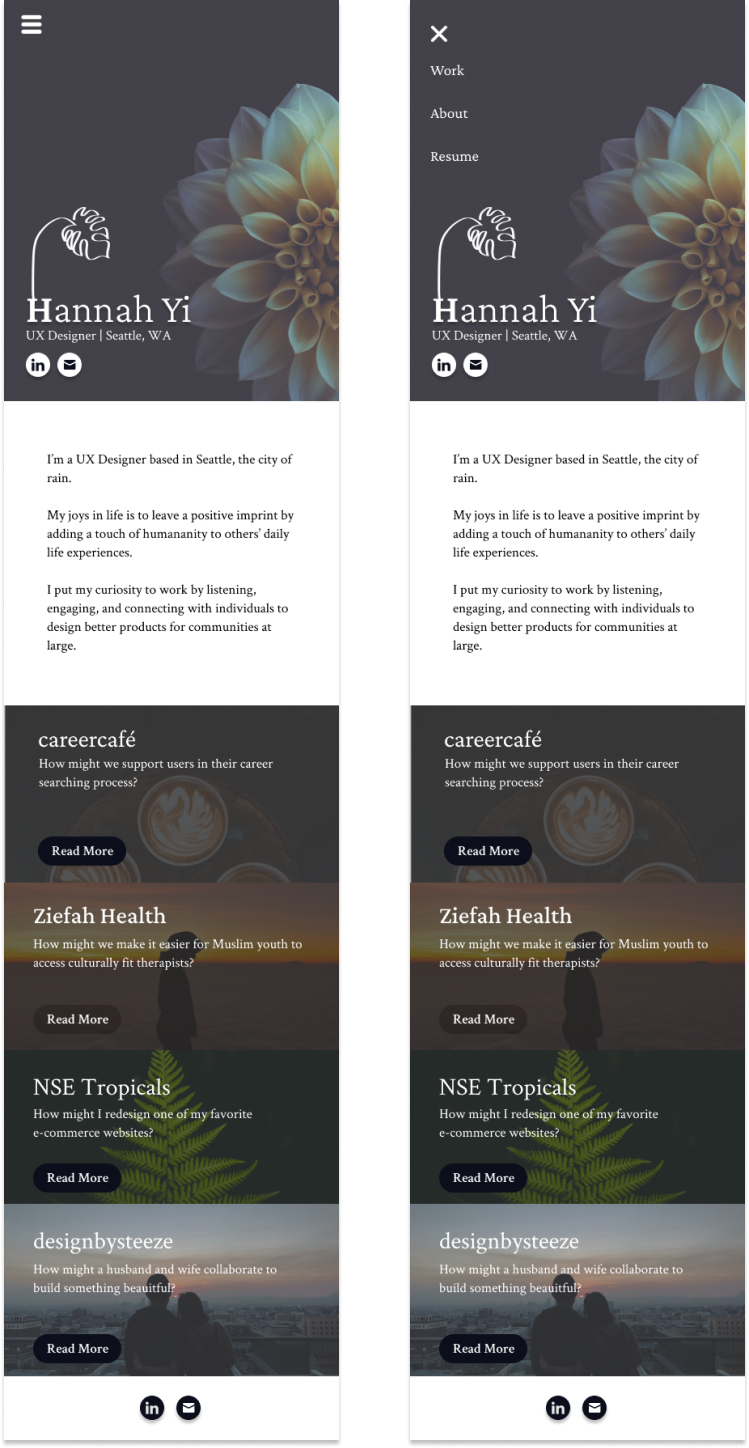 Hannah Yi
UX Designer | Seattle, WA
in
I'm a UX Designer based in Seattle, the city of
rain.
My joys in life is to leave a positive imprint by
adding a touch of humananity to others' daily
life experiences.
I put my curiosity to work by listening,
engaging, and connecting with individuals to
design better products for communities at
large.
careercafé
How might we support users in their career
searching process?
Read More
Ziefah Health
How might we make it easier for Muslim youth to
access culturally fit therapists?
Read More
NSE Tropicals
How might I redesign one of my favorite
e-commerce websites?
Read More
designbysteeze
How might a husband and wife collaborate to
build something beauitful?
Read More
in
Work
About
Resume
Hannah Yi
UX Designer | Seattle, WA
in
I'm a UX Designer based in Seattle, the city of
rain.
My joys in life is to leave a positive imprint by
adding a touch of humananity to others' daily
life experiences.
I put my curiosity to work by listening,
engaging, and connecting with individuals to
design better products for communities at
large.
careercafé
How might we support users in their career
searching process?
Read More
Ziefah Health
How might we make it easier for Muslim youth to
access culturally fit therapists?
Read More
NSE Tropicals
How might I redesign one of my favorite
e-commerce websites?
Read More
designbysteeze
How might a husband and wife collaborate to
build something beauitful?
Read More
in